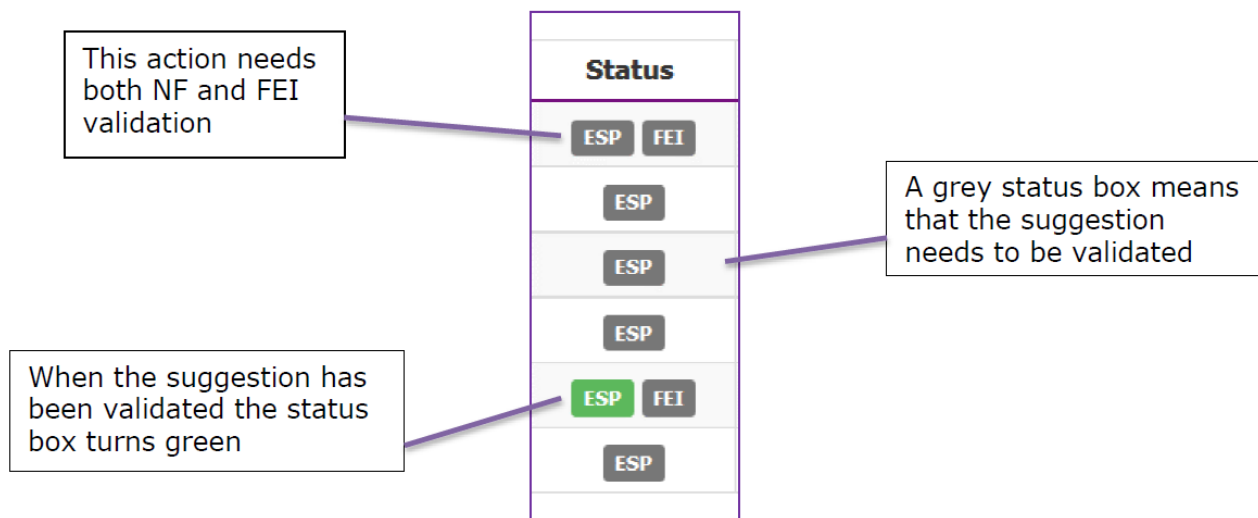 This action needs
both NF and FEI
validation
Status
ESP FEI
ESP
ESP
ESP
ESP FEI
ESP
A grey status box means
that the suggestion
needs to be validated
When the suggestion has
been validated the status
box turns green